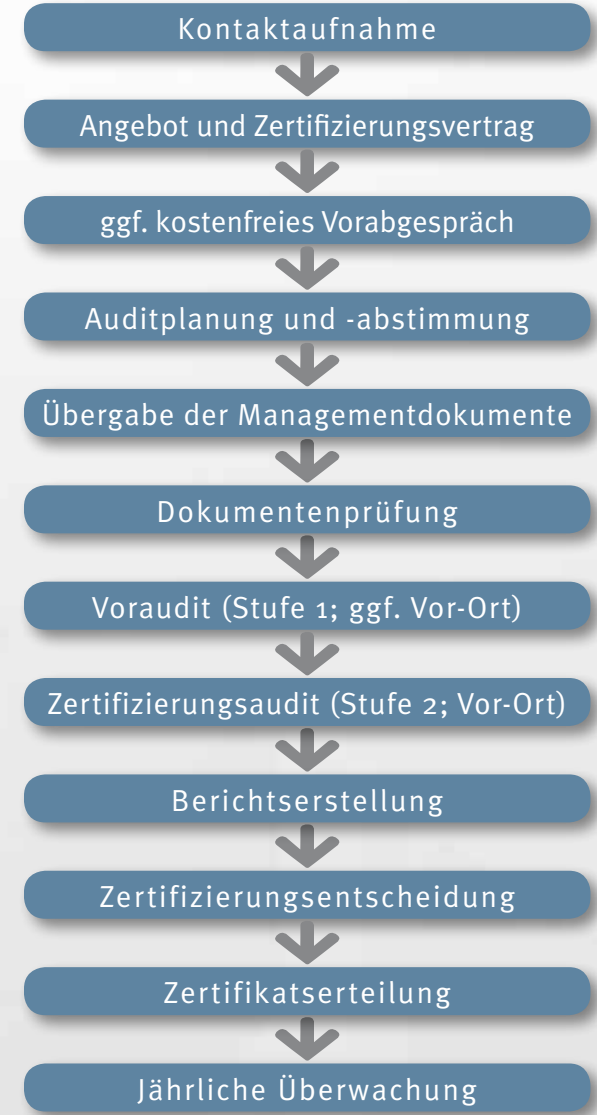 Kontaktaufnahme
Angebot und Zertifizierungsvertrag
ggf. kostenfreies Vorabgespräch
Auditplanung und -abstimmung
Übergabe der Managementdokumente
Dokumentenprüfung
Voraudit (Stufe 1; ggf. Vor-Ort)
Zertifizierungsaudit (Stufe 2; Vor-Ort)
Berichtserstellung
Zertifizierungsentscheidung
Zertifikatserteilung
Jährliche Überwachung